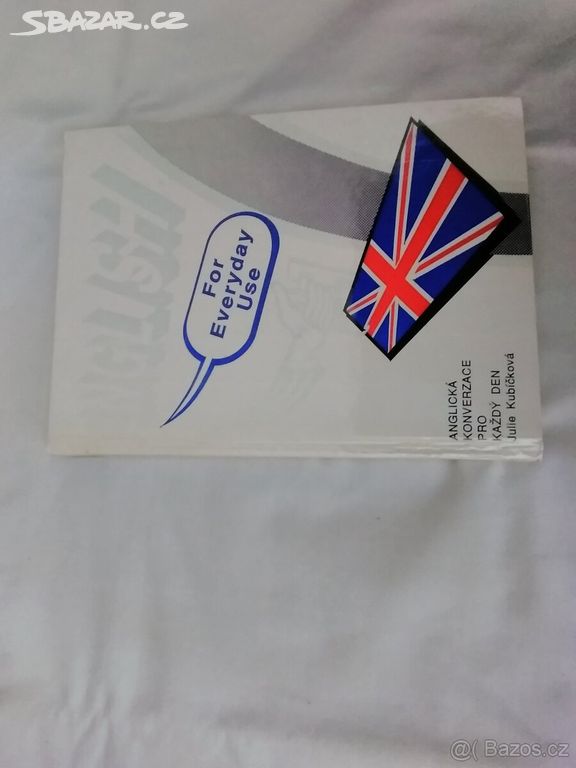 SBAZAR.CZ
For
Everyday
Use
ANGLICKÁ
KONVERZACE
PRO
KAŽDÝ DEN
Julie Kubíčková
@( Bazos.cz